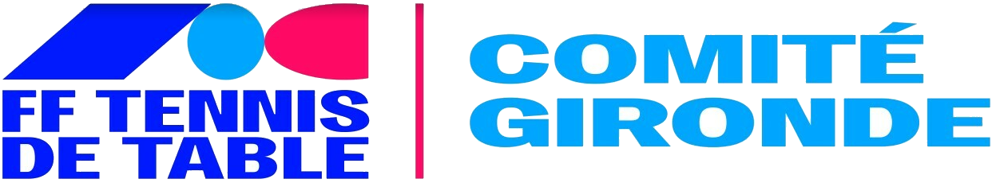 FF TENNIS
DE TABLE
COMITÉ
GIRONDE